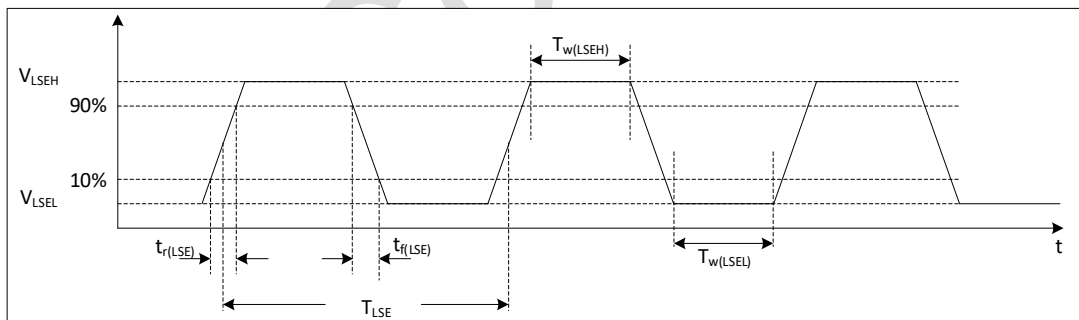 T_w(LSEH)
V_LSEH
90%
10%
V_LSEL
t_r(LSE)
t_f(LSE)
T_w(LSEL)
t
T_LSE